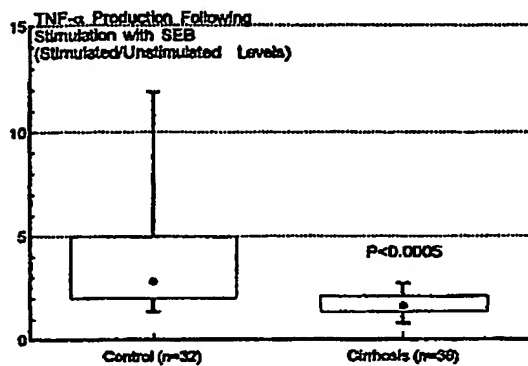 TNF-α Production Following
Stimulation with SEB
(Stimulated/Unstimulated Levels)
15
10
5
0
P<0.0005
Control (n=32)
Cirrhosis (n=38)